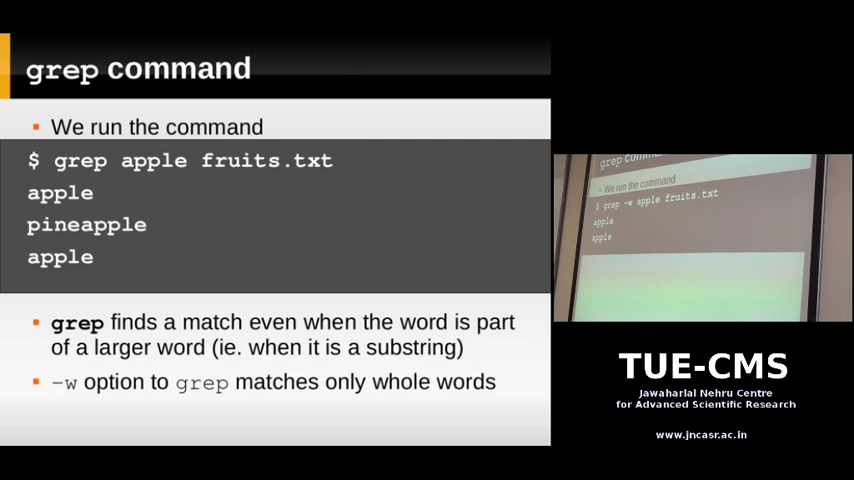 grep command
▪ We run the command
$ grep apple fruits.txt
apple
pineapple
apple
▪ grep finds a match even when the word is part
of a larger word (ie. when it is a substring)
▪ -w option to grep matches only whole words
grep comma
▪ We run the command
$ grep -w apple fruits.txt
apple
apple
TUE-CMS
Jawaharlal Nehru Centre
for Advanced Scientific Research
www.jncasr.ac.in